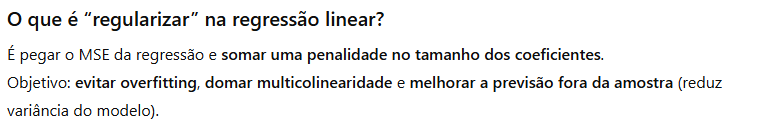 O que é “regularizar” na regressão linear?
É pegar o MSE da regressão e somar uma penalidade no tamanho dos coeficientes.
Objetivo: evitar overfitting, domar multicolinearidade e melhorar a previsão fora da amostra (reduz
variância do modelo).